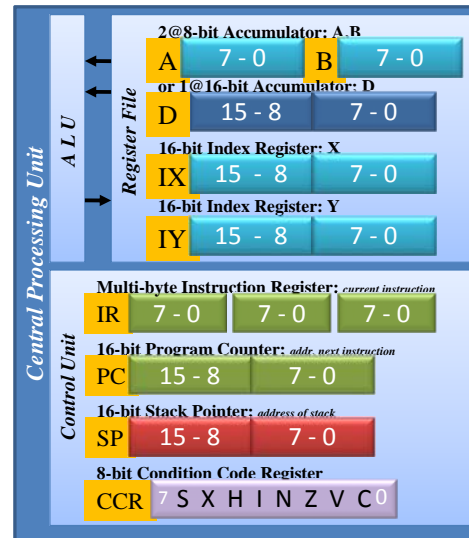 Central Processing Unit
A L U
Register File
2@8-bit Accumulator: A,B
A 7 - 0 B 7 - 0
or 1@16-bit Accumulator: D
D 15 - 8 7 - 0
16-bit Index Register: X
IX 15 - 8 7 - 0
16-bit Index Register: Y
IY 15 - 8 7 - 0
Control Unit
Multi-byte Instruction Register: current instruction
IR 7 - 0 7 - 0 7 - 0
16-bit Program Counter: addr. next instruction
PC 15 - 8 7 - 0
16-bit Stack Pointer: address of stack
SP 15 - 8 7 - 0
8-bit Condition Code Register
CCR 7 S X H I N Z V C 0